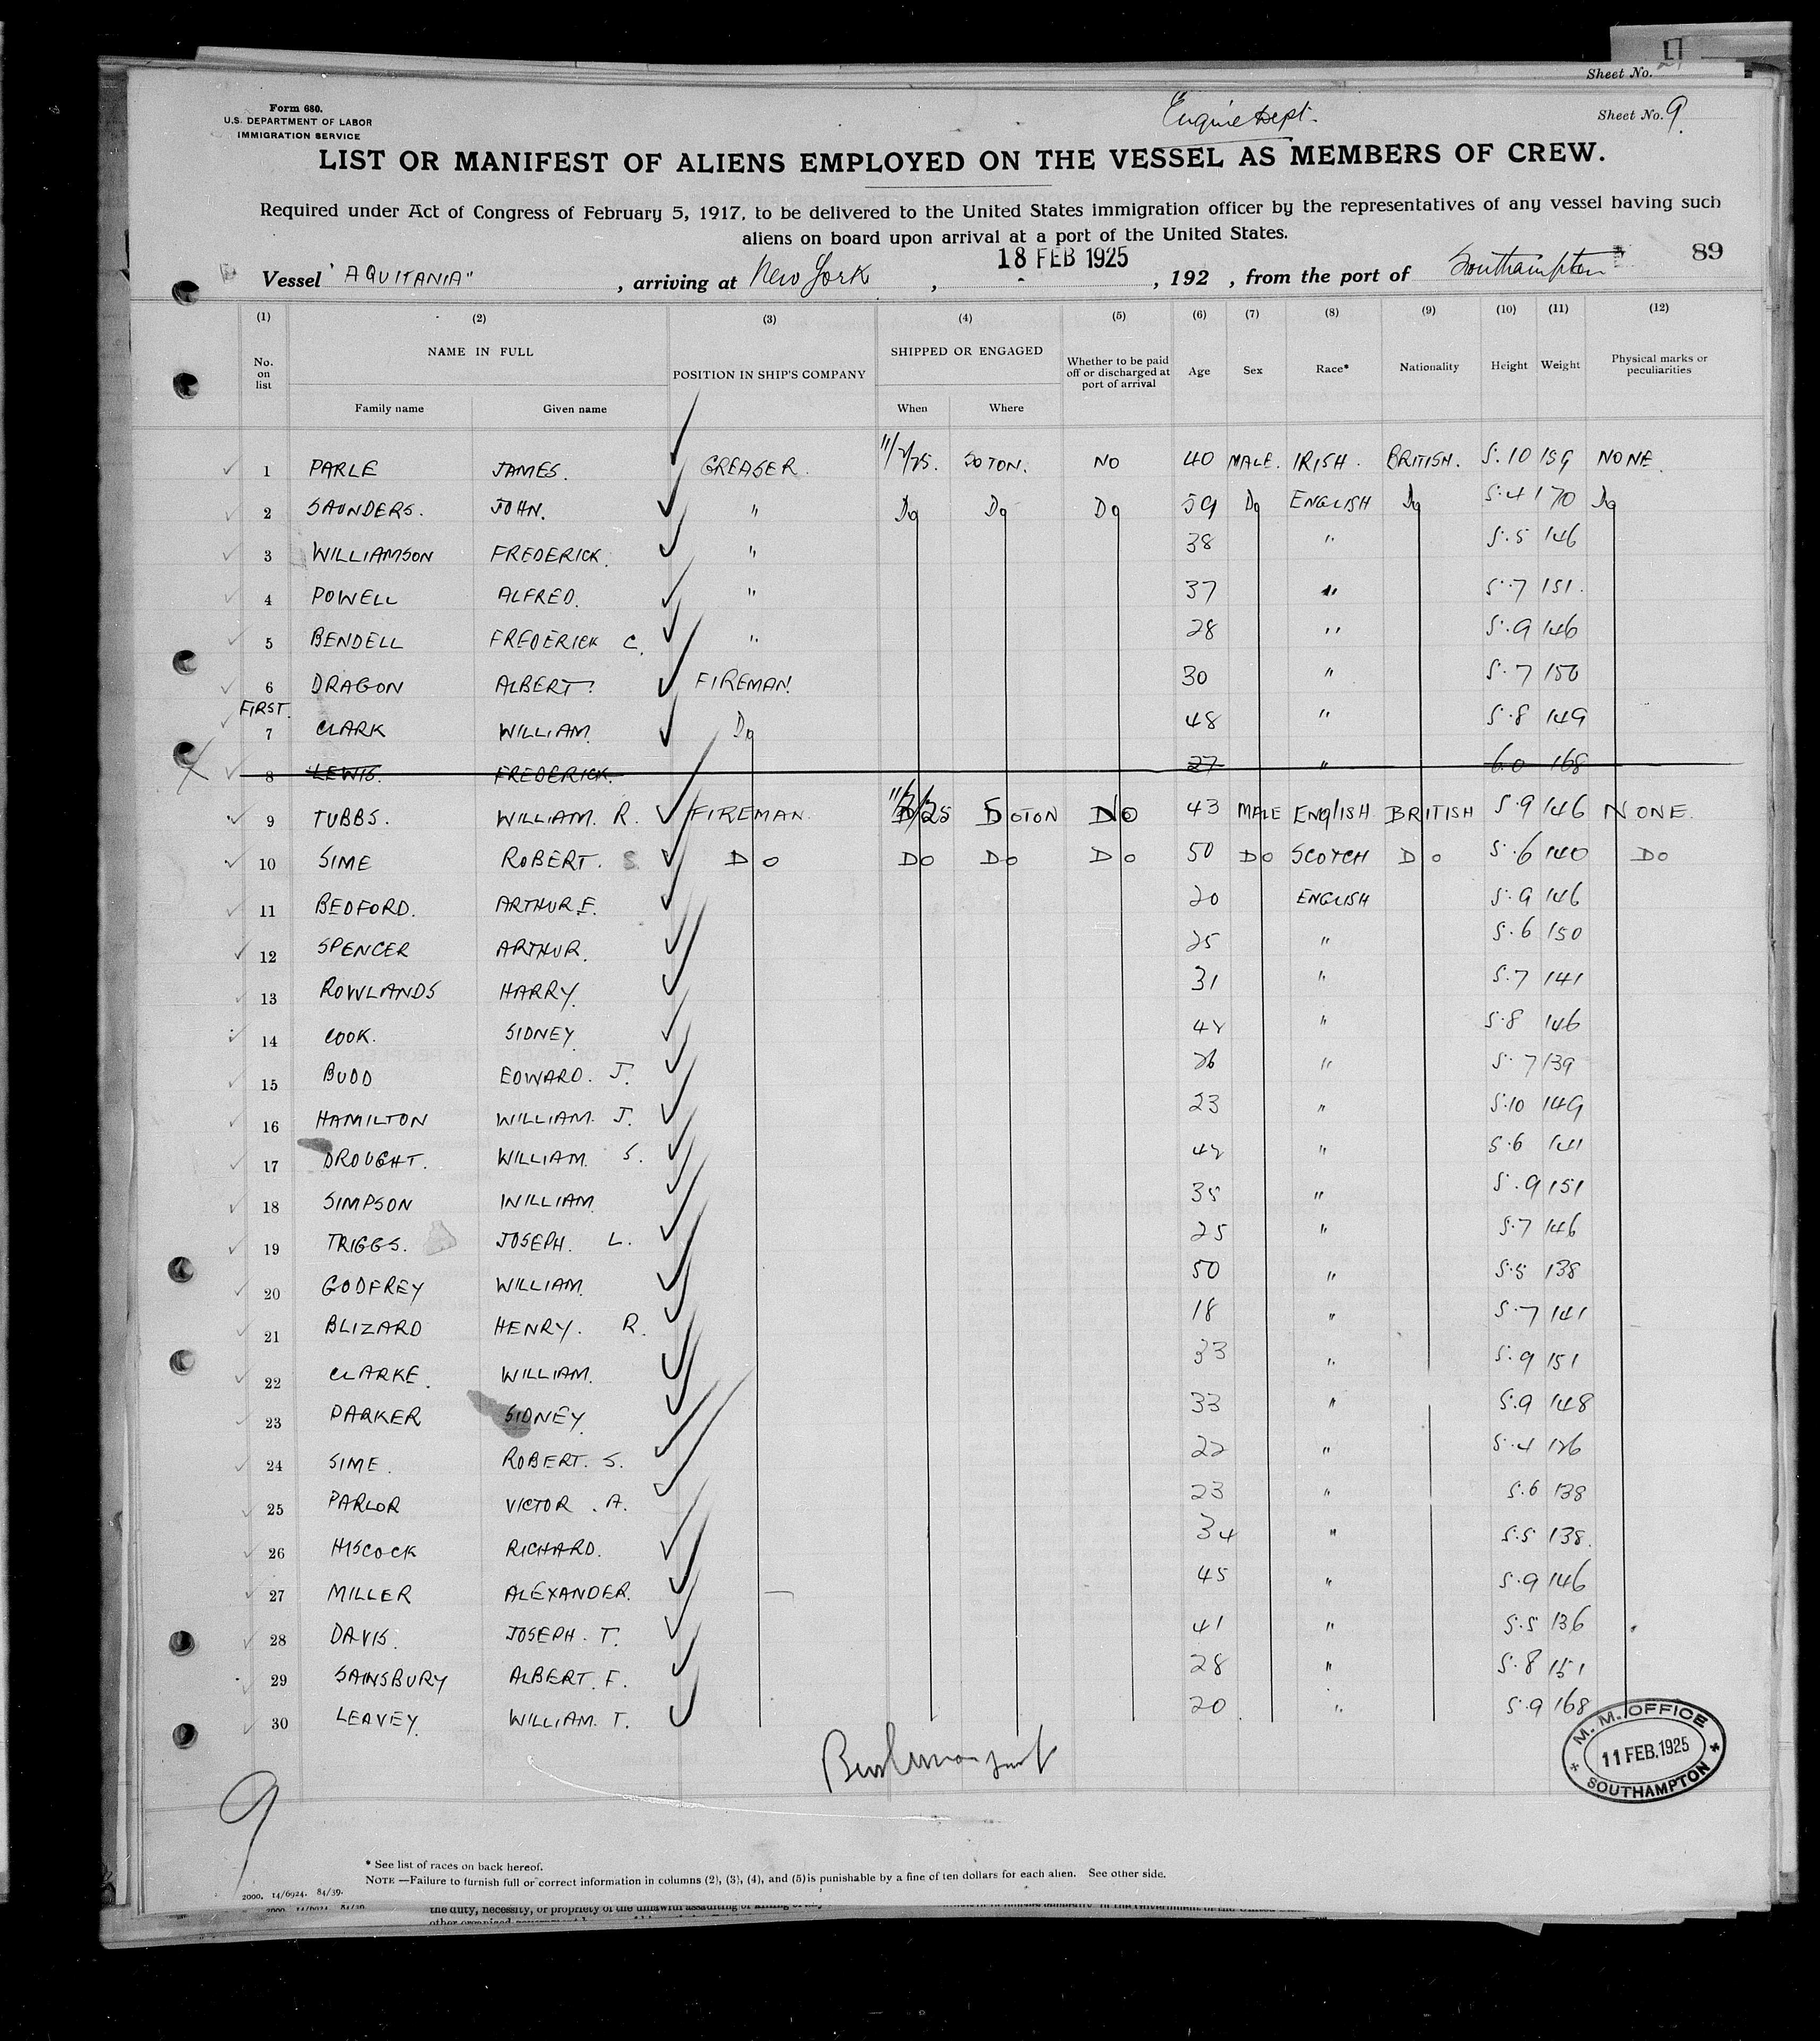 Sheet No.
Form 680.
U.S. DEPARTMENT OF LABOR
IMMIGRATION SERVICE
Engine Dept.
Sheet No. 9.
LIST OR MANIFEST OF ALIENS EMPLOYED ON THE VESSEL AS MEMBERS OF CREW.
Required under Act of Congress of February 5, 1917, to be delivered to the United States immigration officer by the representatives of any vessel having such
aliens on board upon arrival at a port of the United States.
89
Vessel "AQUITANIA" , arriving at New York , 18 FEB 1925 , 192 , from the port of Southampton
(1) (2) (3) (4) (5) (6) (7) (8) (9) (10) (11) (12)
No. on list NAME IN FULL POSITION IN SHIP'S COMPANY SHIPPED OR ENGAGED Whether to be paid off or discharged at port of arrival Age Sex Race* Nationality Height Weight Physical marks or peculiarities
Family name Given name When Where
1 PARLE JAMES. GREASER. 11/2/25. SOTON. NO 40 MALE. IRISH. BRITISH. 5.10 159 NONE.
2 SAUNDERS. JOHN. " Do Do Do 59 Do ENGLISH Do 5.4 170 Do
3 WILLIAMSON FREDERICK. " 38 " 5.5 146
4 POWELL ALFRED. " 37 " 5.7 151.
5 BENDELL FREDERICK C. " 28 " 5.9 146
6 DRAGON ALBERT. FIREMAN. 30 " 5.7 150
FIRST.
7 CLARK WILLIAM. Do 48 " 5.8 149
8 LEWIS. FREDERICK. 27 " 6.0 168
9 TUBBS. WILLIAM. R. FIREMAN. 11/2/25 SOTON NO 43 MALE ENGLISH BRITISH 5.9 146 NONE.
10 SIME ROBERT. S DO DO DO DO 50 DO SCOTCH DO 5.6 140 DO
11 BEDFORD. ARTHUR.F. 20 ENGLISH 5.9 146
12 SPENCER ARTHUR. 25 " 5.6 150
13 ROWLANDS HARRY. 31 " 5.7 141
14 COOK. SIDNEY. 42 " 5.8 146
15 BUDD EDWARD. J. 26 " 5.7 139
16 HAMILTON WILLIAM. J. 23 " 5.10 149
17 DROUGHT. WILLIAM. S. 42 " 5.6 141
18 SIMPSON WILLIAM. 35 " 5.9 151
19 TRIGGS. JOSEPH. L. 25 " 5.7 146
20 GODFREY WILLIAM. 50 " 5.5 138
21 BLIZARD HENRY. R. 18 " 5.7 141
22 CLARKE. WILLIAM. 33 " 5.9 151
23 PARKER SIDNEY. 33 " 5.9 148
24 SIME. ROBERT. S. 22 " 5.4 126
25 PARLOR VICTOR. A. 23 " 5.6 138
26 HISCOCK RICHARD. 34 " 5.5 138.
27 MILLER ALEXANDER. 45 " 5.9 146
28 DAVIS. JOSEPH. T. 41 " 5.5 136
29 SAINSBURY ALBERT. F. 28 " 5.8 151
30 LEAVEY. WILLIAM. T. 20 " 5.9 168
M. M. OFFICE
11 FEB. 1925
SOUTHAMPTON
9
* See list of races on back hereof.
NOTE —Failure to furnish full or correct information in columns (2), (3), (4), and (5) is punishable by a fine of ten dollars for each alien. See other side.
2000. 14/6924. 84/39.